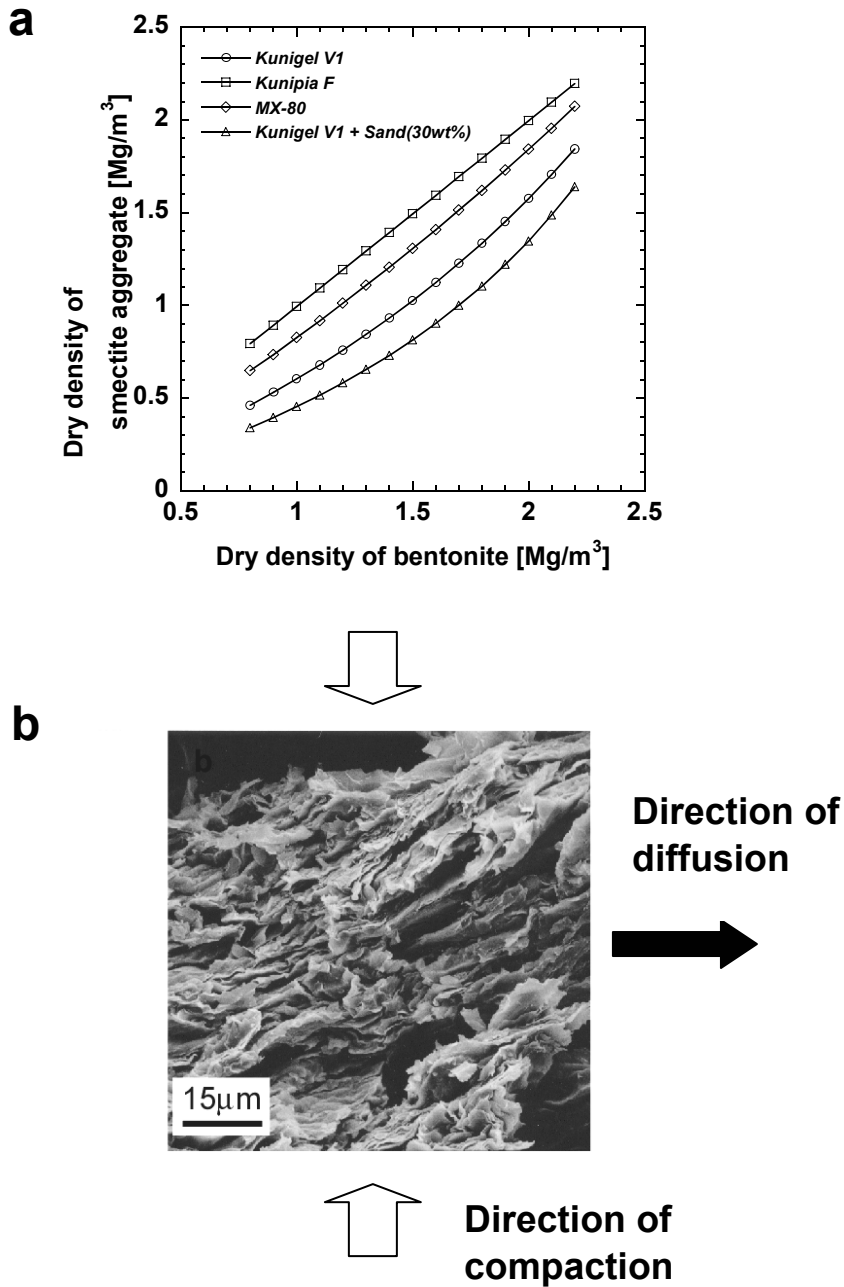 a
2.5
2
1.5
1
0.5
0
0.5
1
1.5
2
2.5
Kunigel V1
Kunipia F
MX-80
Kunigel V1 + Sand(30wt%)
Dry density of
smectite aggregate [Mg/m³]
Dry density of bentonite [Mg/m³]
b
b
15μm
Direction of
diffusion
Direction of
compaction